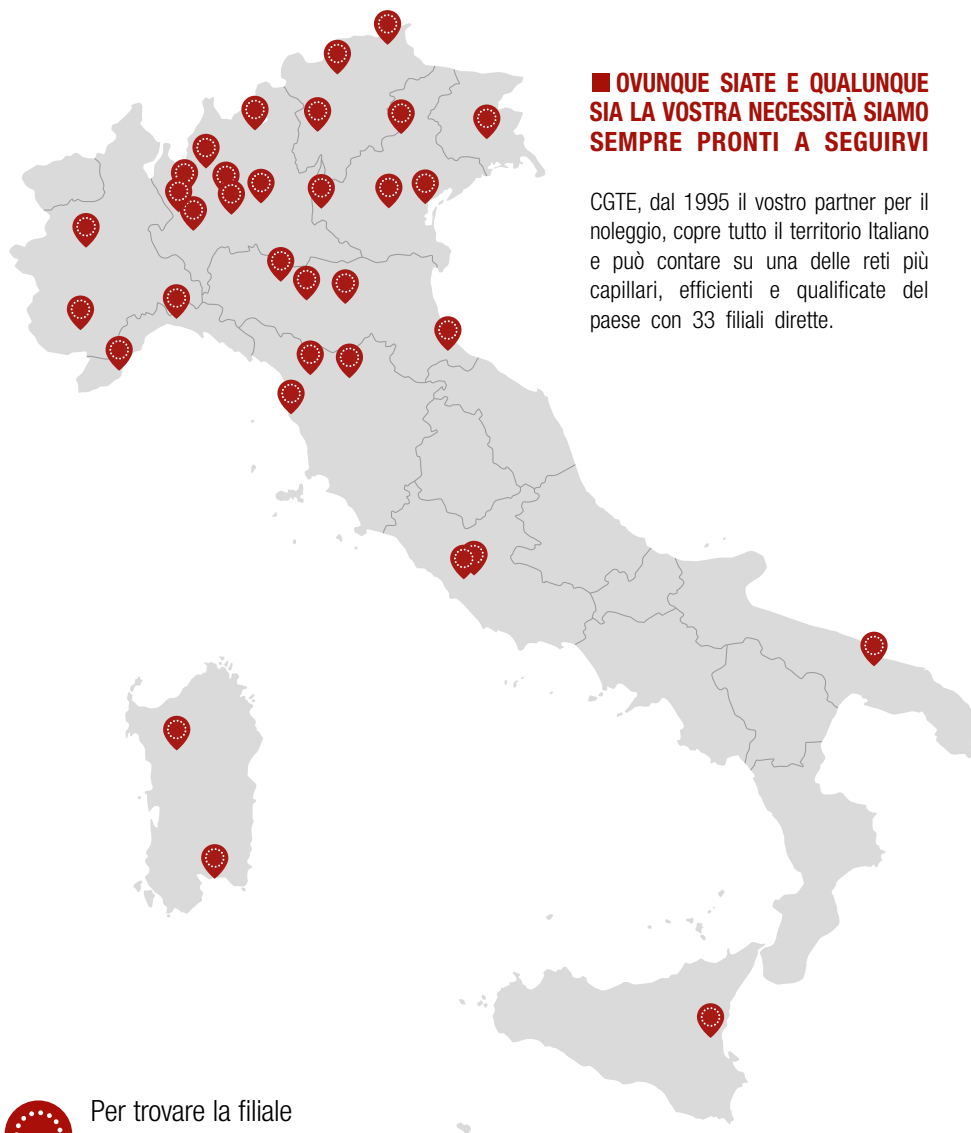 OVUNQUE SIATE E QUALUNQUE
SIA LA VOSTRA NECESSITÀ SIAMO
SEMPRE PRONTI A SEGUIRVI
CGTE, dal 1995 il vostro partner per il
noleggio, copre tutto il territorio Italiano
e può contare su una delle reti più
capillari, efficienti e qualificate del
paese con 33 filiali dirette.
Per trovare la filiale